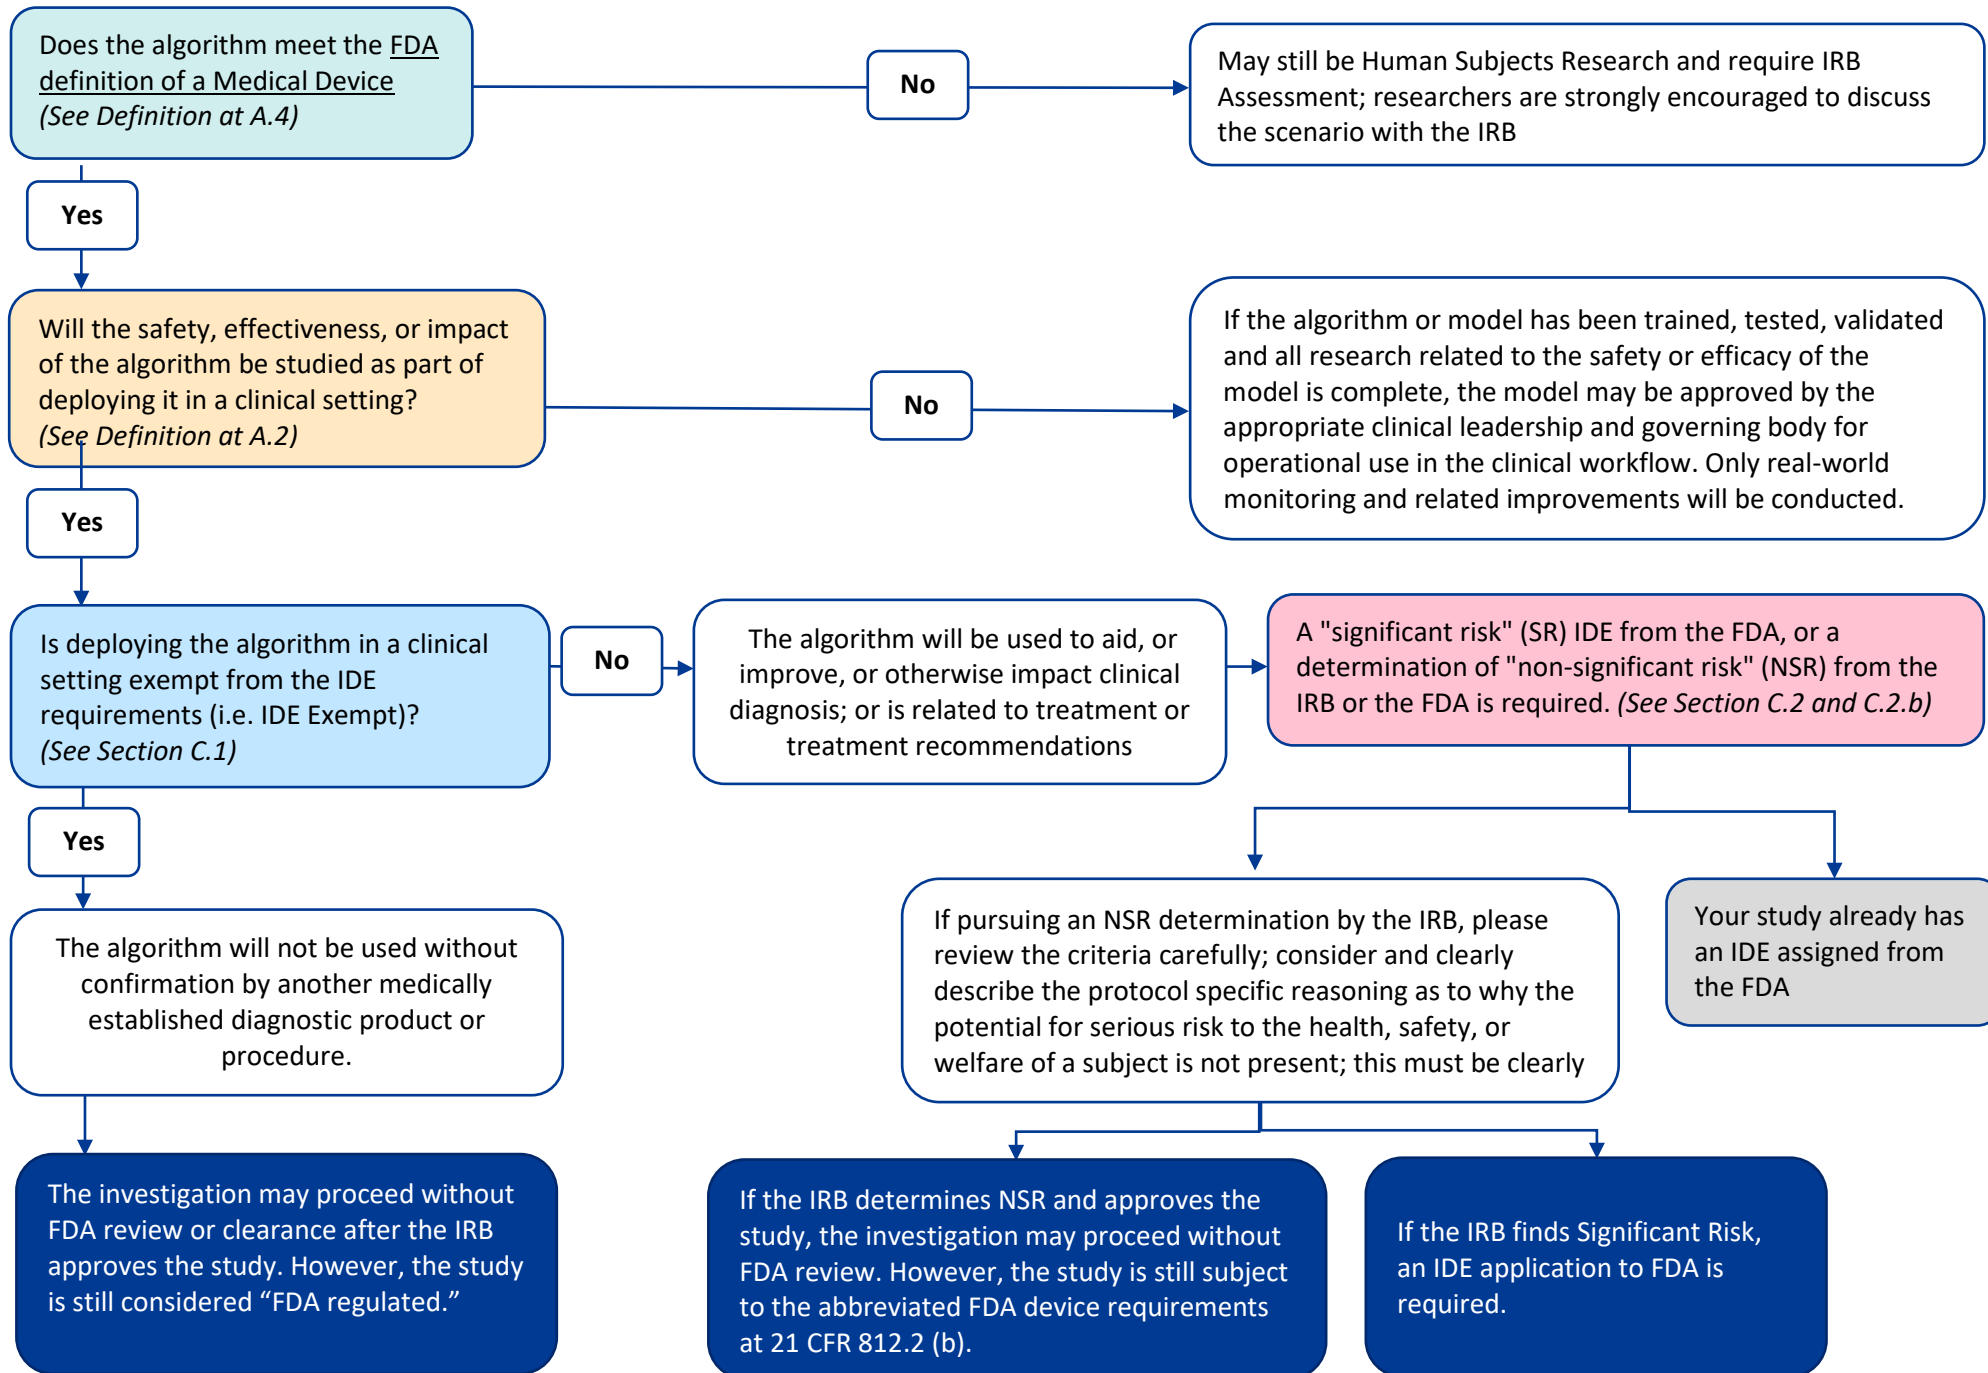 Does the algorithm meet the FDA
definition of a Medical Device
(See Definition at A.4)
No
May still be Human Subjects Research and require IRB
Assessment; researchers are strongly encouraged to discuss
the scenario with the IRB
Yes
Will the safety, effectiveness, or impact
of the algorithm be studied as part of
deploying it in a clinical setting?
(See Definition at A.2)
No
If the algorithm or model has been trained, tested, validated
and all research related to the safety or efficacy of the
model is complete, the model may be approved by the
appropriate clinical leadership and governing body for
operational use in the clinical workflow. Only real-world
monitoring and related improvements will be conducted.
Yes
Is deploying the algorithm in a clinical
setting exempt from the IDE
requirements (i.e. IDE Exempt)?
(See Section C.1)
No
The algorithm will be used to aid, or
improve, or otherwise impact clinical
diagnosis; or is related to treatment or
treatment recommendations
A "significant risk" (SR) IDE from the FDA, or a
determination of "non-significant risk" (NSR) from the
IRB or the FDA is required. (See Section C.2 and C.2.b)
Yes
The algorithm will not be used without
confirmation by another medically
established diagnostic product or
procedure.
If pursuing an NSR determination by the IRB, please
review the criteria carefully; consider and clearly
describe the protocol specific reasoning as to why the
potential for serious risk to the health, safety, or
welfare of a subject is not present; this must be clearly
Your study already has
an IDE assigned from
the FDA
The investigation may proceed without
FDA review or clearance after the IRB
approves the study. However, the study
is still considered “FDA regulated.”
If the IRB determines NSR and approves the
study, the investigation may proceed without
FDA review. However, the study is still subject
to the abbreviated FDA device requirements
at 21 CFR 812.2 (b).
If the IRB finds Significant Risk,
an IDE application to FDA is
required.